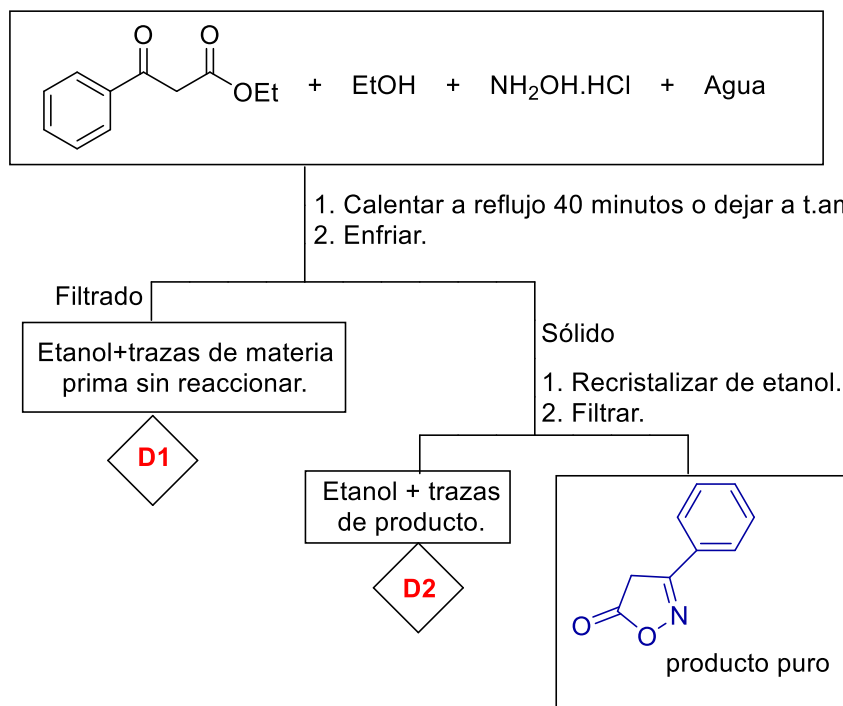 O O
OEt + EtOH + NH2OH.HCl + Agua
1. Calentar a reflujo 40 minutos o dejar a t.am
2. Enfriar.
Filtrado
Etanol+trazas de materia
prima sin reaccionar.
D1
Sólido
1. Recristalizar de etanol.
2. Filtrar.
Etanol + trazas
de producto.
D2
O O N
producto puro